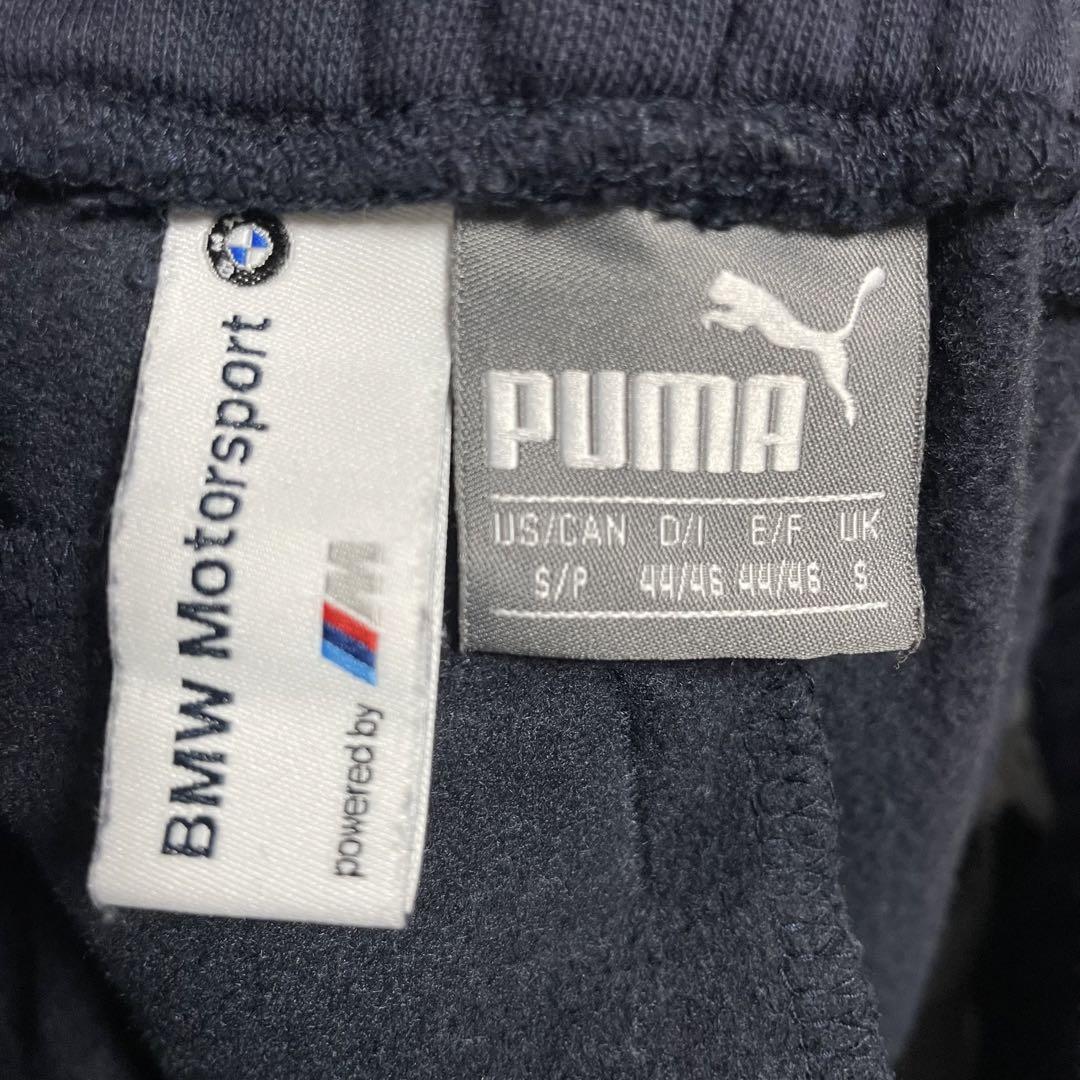 BMW Motorsport
powered by M
PUMA
US/CAN D/I E/F UK
S/P 44/46 44/46 S